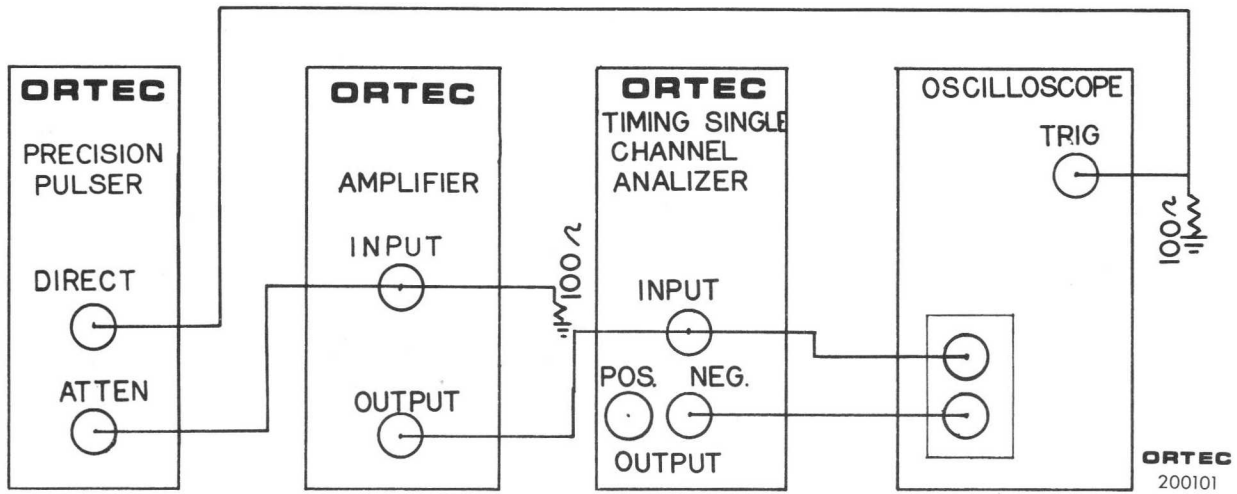 ORTEC
PRECISION
PULSER
DIRECT
ATTEN
ORTEC
AMPLIFIER
INPUT
OUTPUT
100Ω
ORTEC
TIMING SINGLE
CHANNEL
ANALIZER
INPUT
POS. NEG.
OUTPUT
OSCILLOSCOPE
TRIG
100Ω
ORTEC
200101